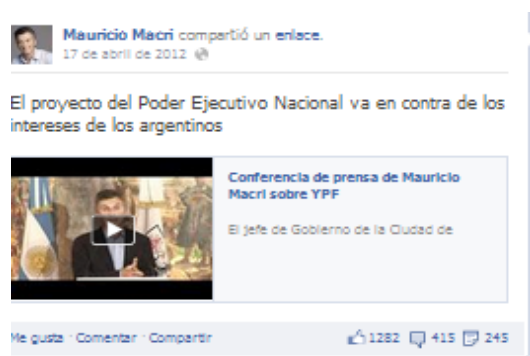 Mauricio Macri compartió un enlace.
17 de abril de 2012
El proyecto del Poder Ejecutivo Nacional va en contra de los
intereses de los argentinos
Conferencia de prensa de Mauricio
Macri sobre YPF
El jefe de Gobierno de la Ciudad de
Me gusta · Comentar · Compartir 1282 415 245